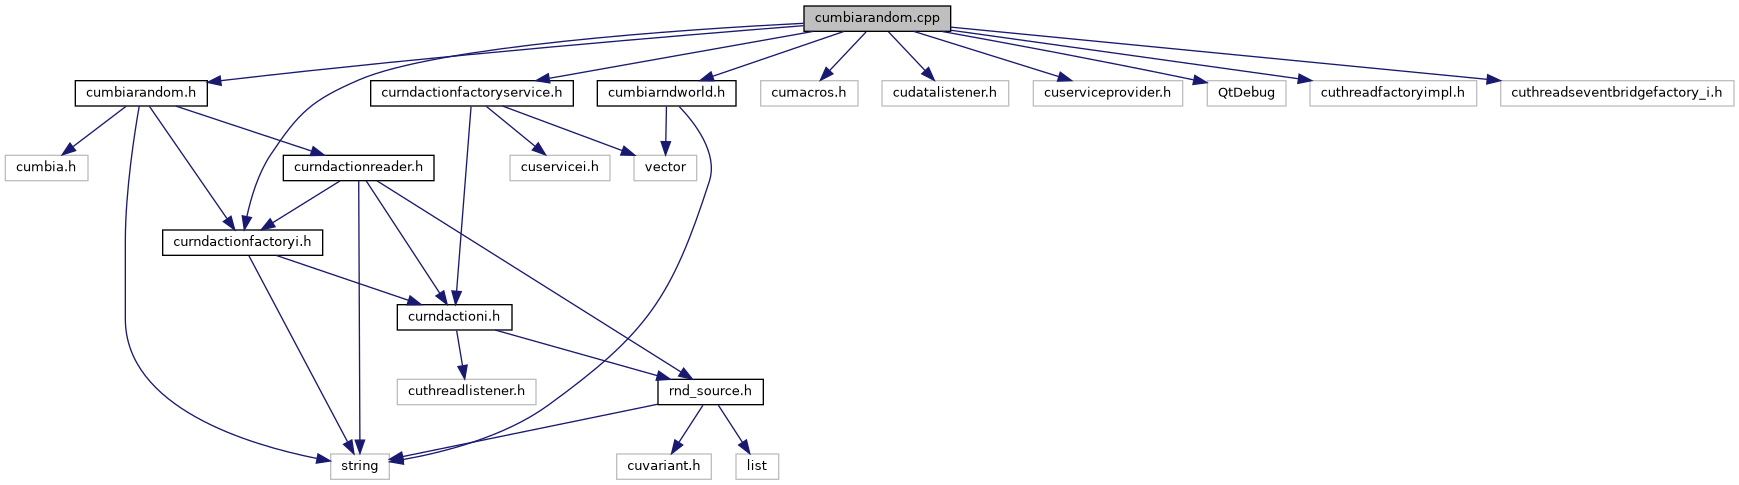 cumbiarandom.cpp
cumbiarandom.h
curndactionfactoryservice.h
cumbiarndworld.h
cumacros.h
cudatalistener.h
cuserviceprovider.h
QtDebug
cuthreadfactoryimpl.h
cuthreadseventbridgefactory_i.h
cumbia.h
curndactionreader.h
cuservicei.h
vector
curndactionfactoryi.h
curndactioni.h
cuthreadlistener.h
rnd_source.h
string
cuvariant.h
list